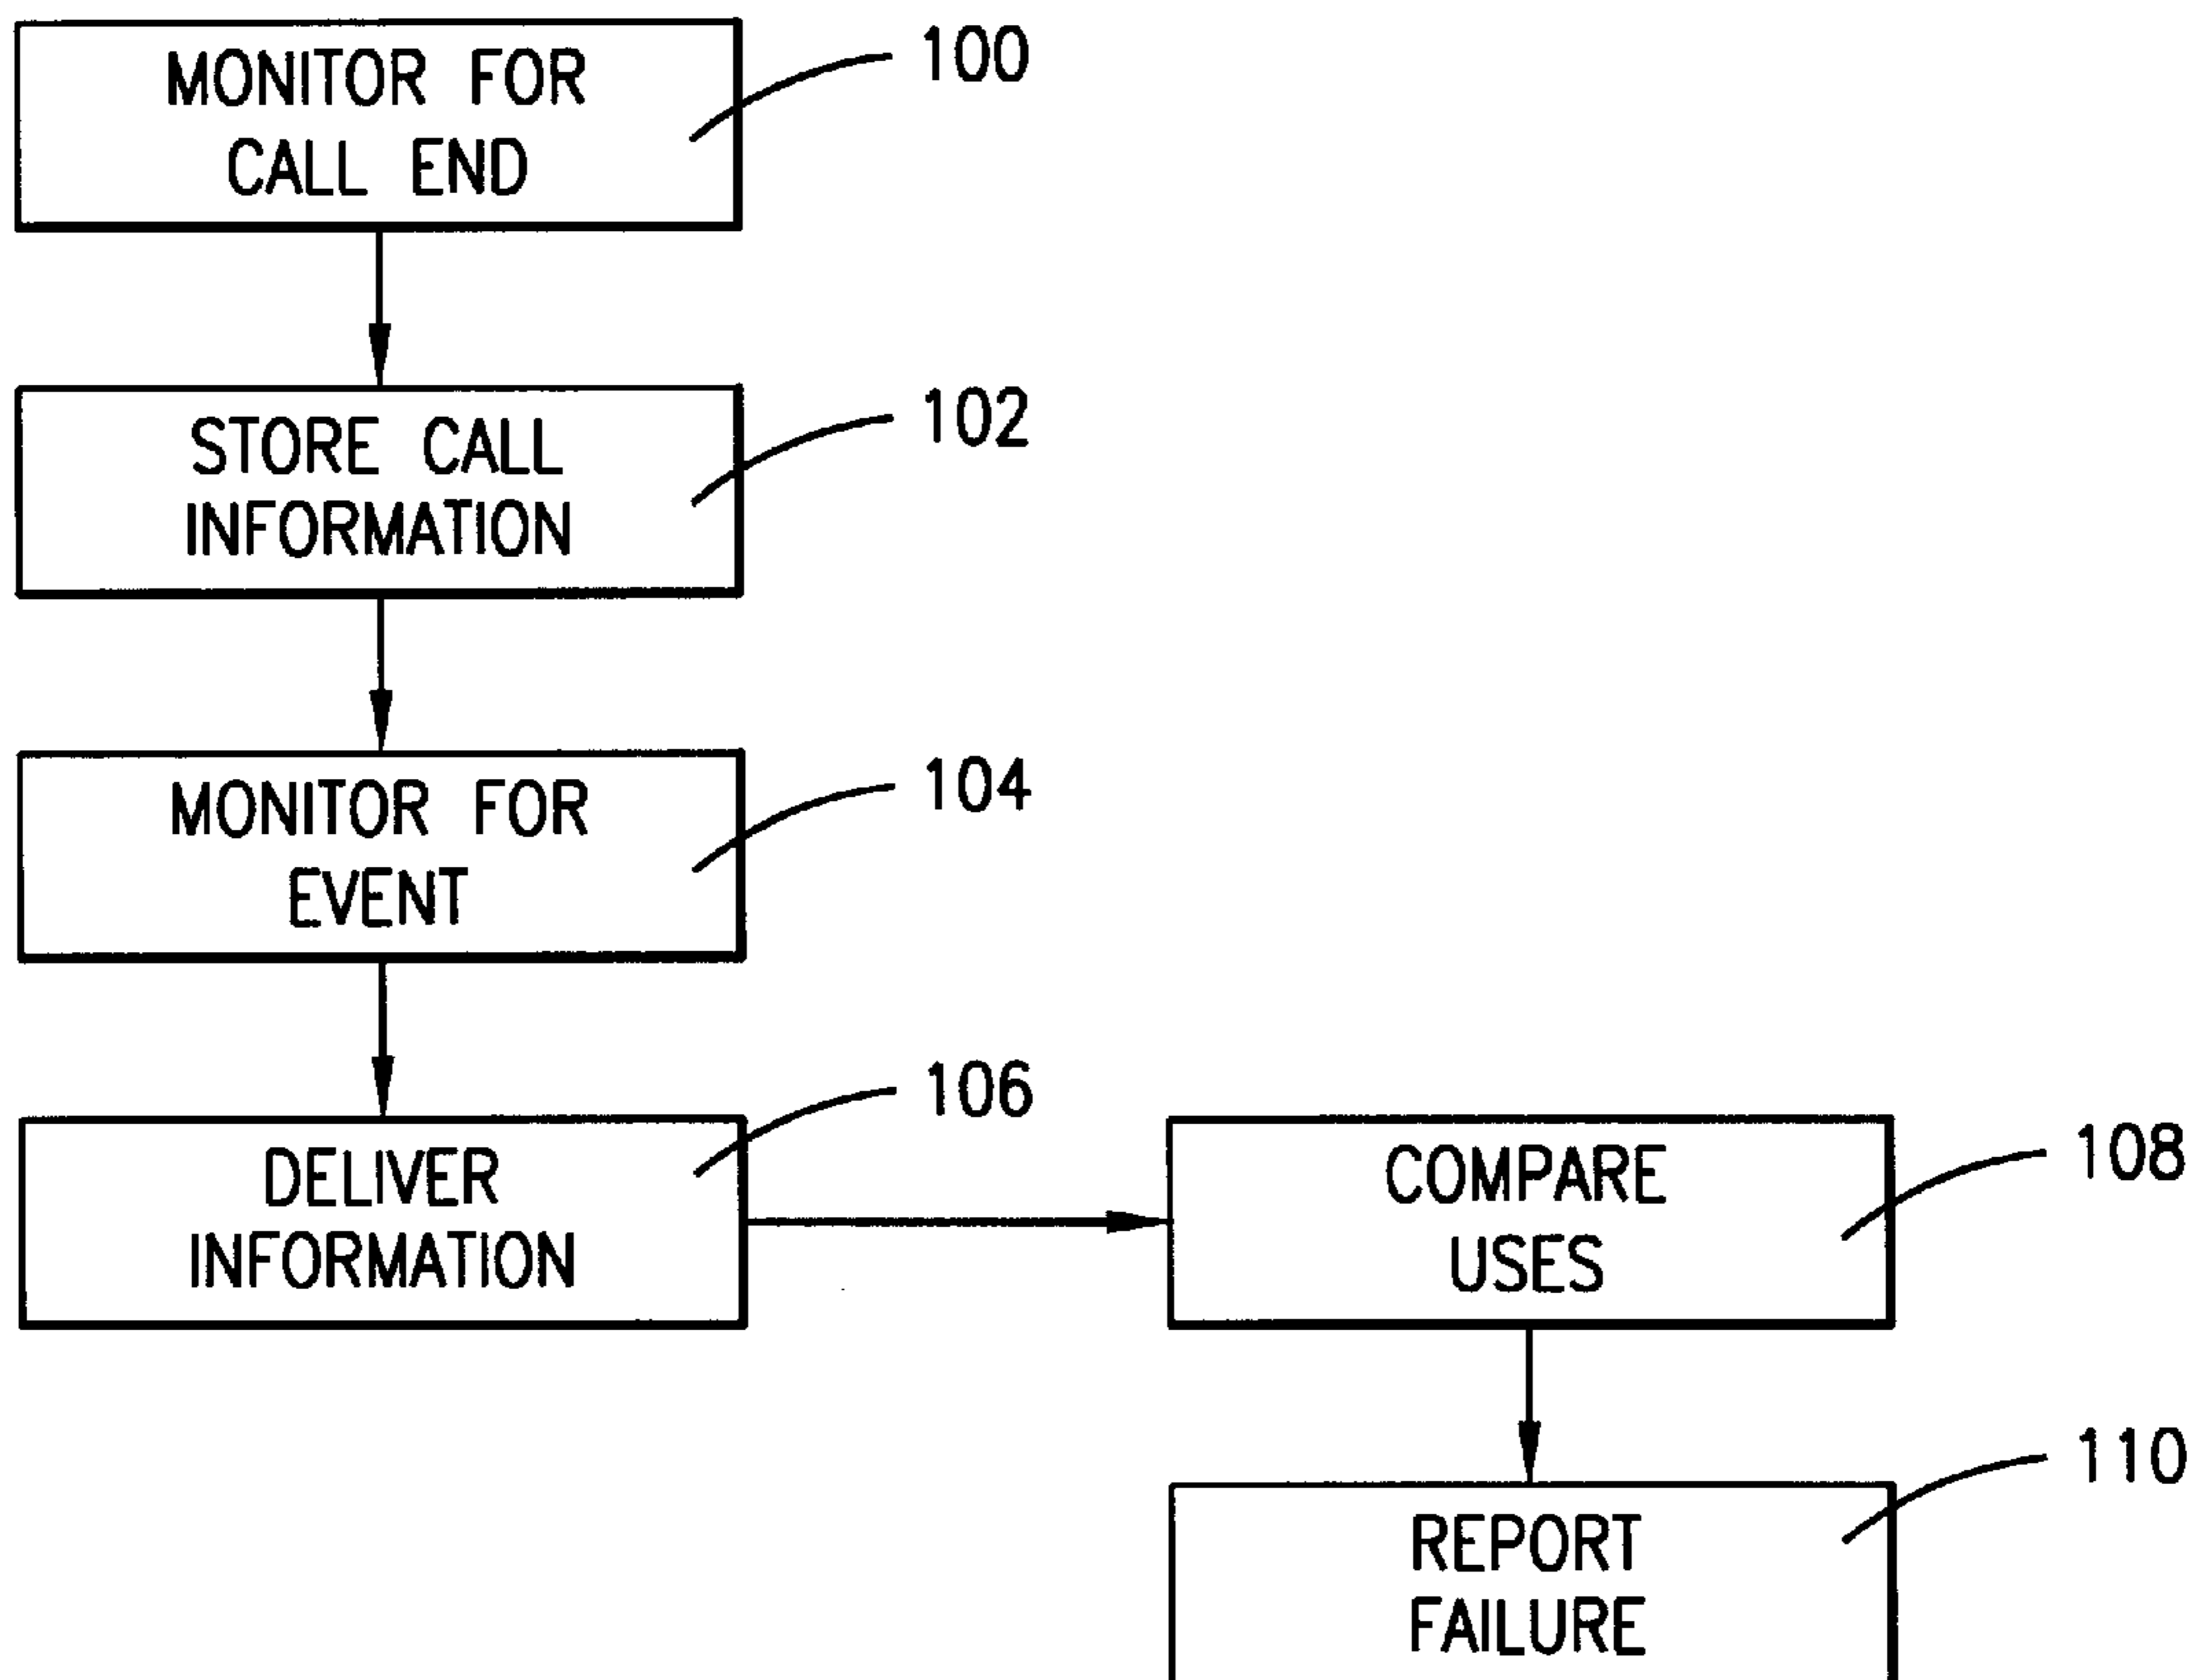 MONITOR FOR
CALL END
100
STORE CALL
INFORMATION
102
MONITOR FOR
EVENT
104
DELIVER
INFORMATION
106
COMPARE
USES
108
REPORT
FAILURE
110